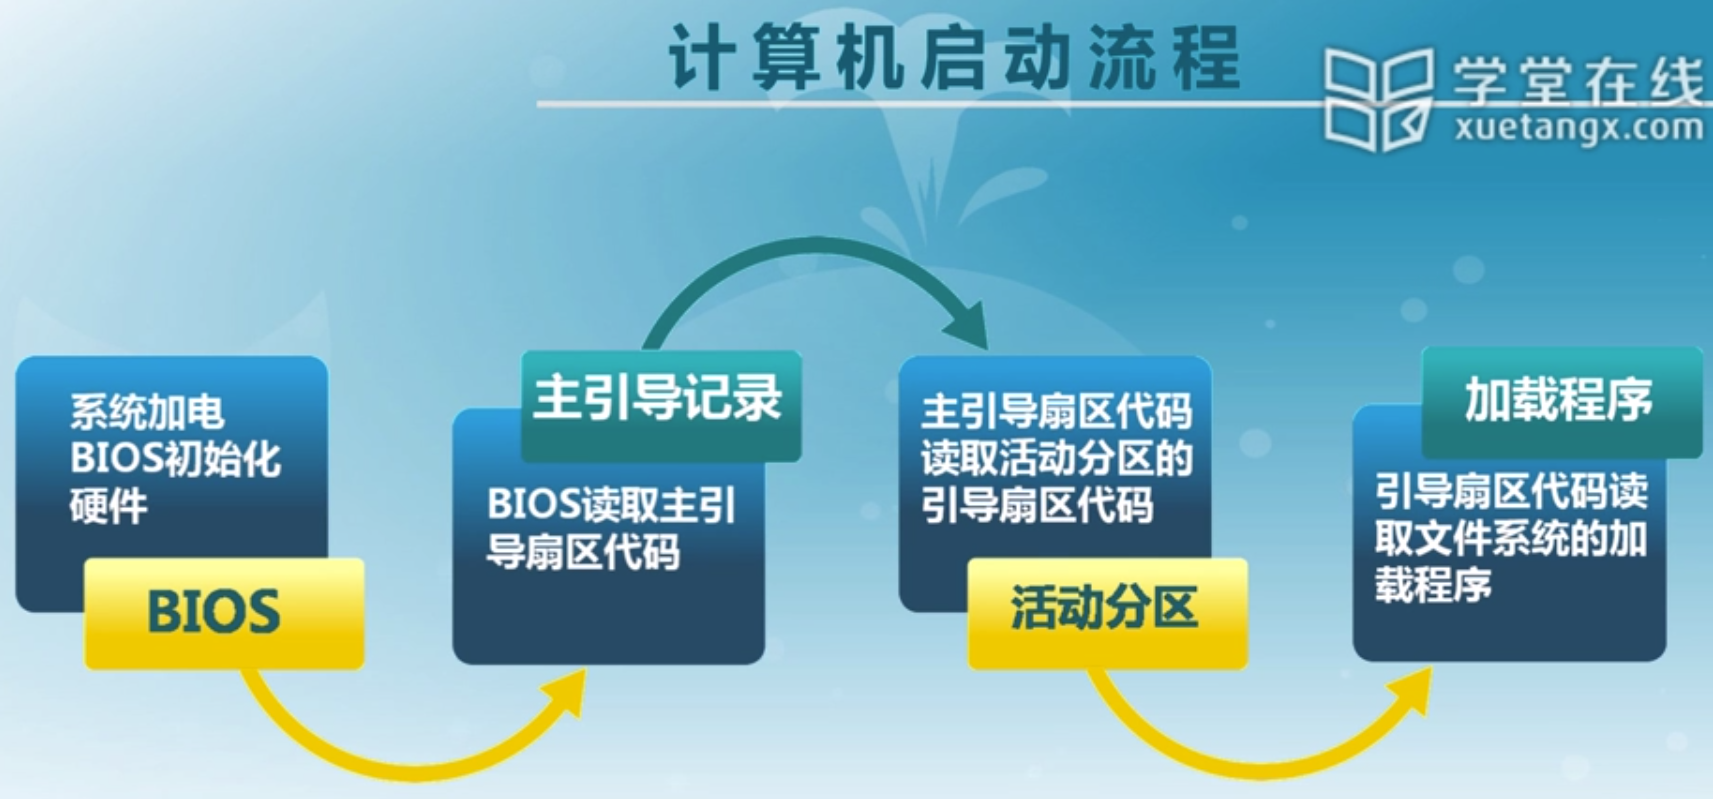 计算机启动流程
学堂在线
xuetangx.com
系统加电
BIOS初始化
硬件
BIOS
主引导记录
BIOS读取主引
导扇区代码
主引导扇区代码
读取活动分区的
引导扇区代码
活动分区
加载程序
引导扇区代码读
取文件系统的加
载程序